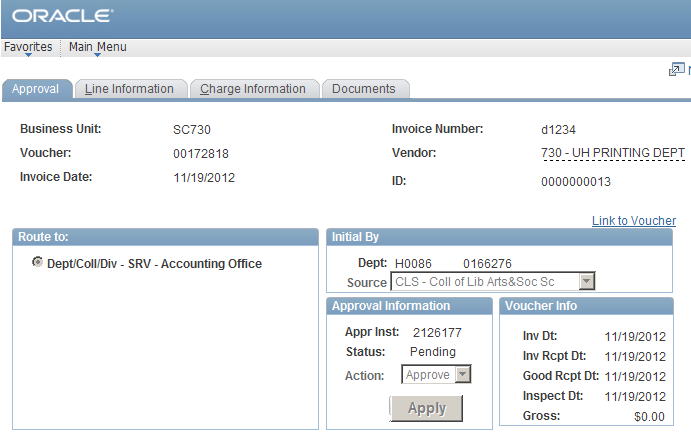 ORACLE®
Favorites Main Menu
Approval Line Information Charge Information Documents
Business Unit: SC730 Invoice Number: d1234
Voucher: 00172818 Vendor: 730 - UH PRINTING DEPT
Invoice Date: 11/19/2012 ID: 0000000013
Link to Voucher
Route to:
Dept/Coll/Div - SRV - Accounting Office
Initial By
Dept: H0086 0166276
Source CLS - Coll of Lib Arts&Soc Sc
Approval Information
Appr Inst: 2126177
Status: Pending
Action: Approve
Apply
Voucher Info
Inv Dt: 11/19/2012
Inv Rcpt Dt: 11/19/2012
Good Rcpt Dt: 11/19/2012
Inspect Dt: 11/19/2012
Gross: $0.00